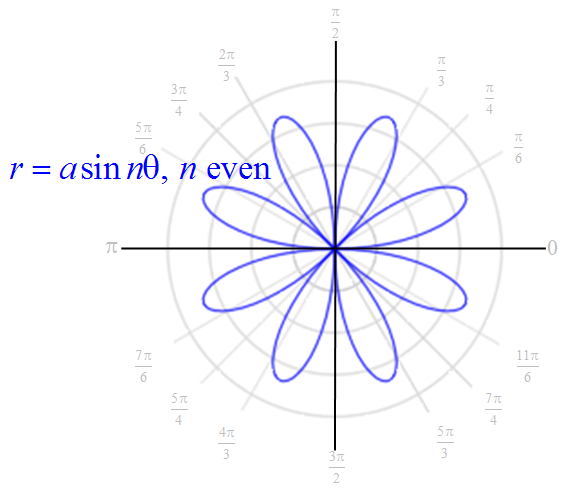 π/2
2π/3
π/3
3π/4
π/4
5π/6
π/6
r = a sin nθ, n even
π
0
7π/6
11π/6
5π/4
7π/4
4π/3
5π/3
3π/2